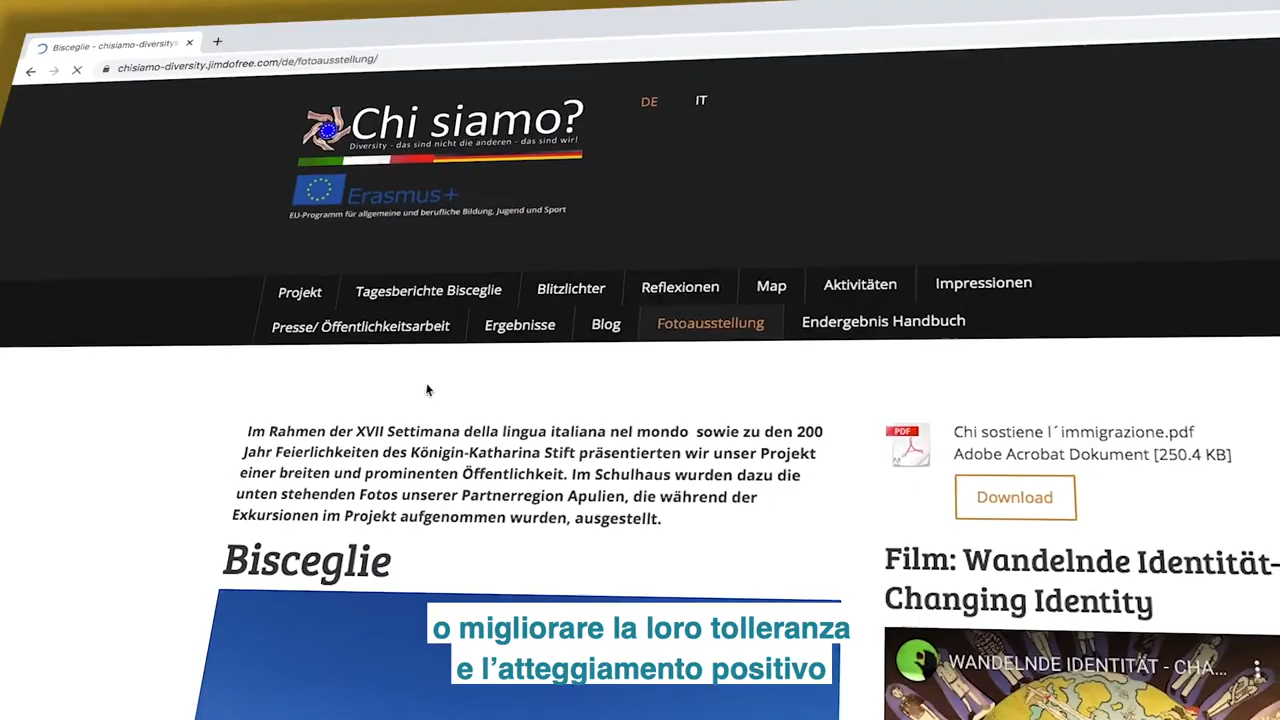 Bisceglie - chisiamo-diversitys
chisiamo-diversity.jimdofree.com/de/fotoausstellung/
Chi siamo?
Diversity - das sind nicht die anderen - das sind wir!
DE IT
Erasmus+
EU-Programm für allgemeine und berufliche Bildung, Jugend und Sport
Projekt Tagesberichte Bisceglie Blitzlichter Reflexionen Map Aktivitäten Impressionen
Presse/ Öffentlichkeitsarbeit Ergebnisse Blog Fotoausstellung Endergebnis Handbuch
Im Rahmen der XVII Settimana della lingua italiana nel mondo sowie zu den 200
Jahr Feierlichkeiten des Königin-Katharina Stift präsentierten wir unser Projekt
einer breiten und prominenten Öffentlichkeit. Im Schulhaus wurden dazu die
unten stehenden Fotos unserer Partnerregion Apulien, die während der
Exkursionen im Projekt aufgenommen wurden, ausgestellt.
Bisceglie
PDF
Chi sostiene l´immigrazione.pdf
Adobe Acrobat Dokument [250.4 KB]
Download
Film: Wandelnde Identität-
Changing Identity
WANDELNDE IDENTITÄT - CHA...
o migliorare la loro tolleranza
e l'atteggiamento positivo